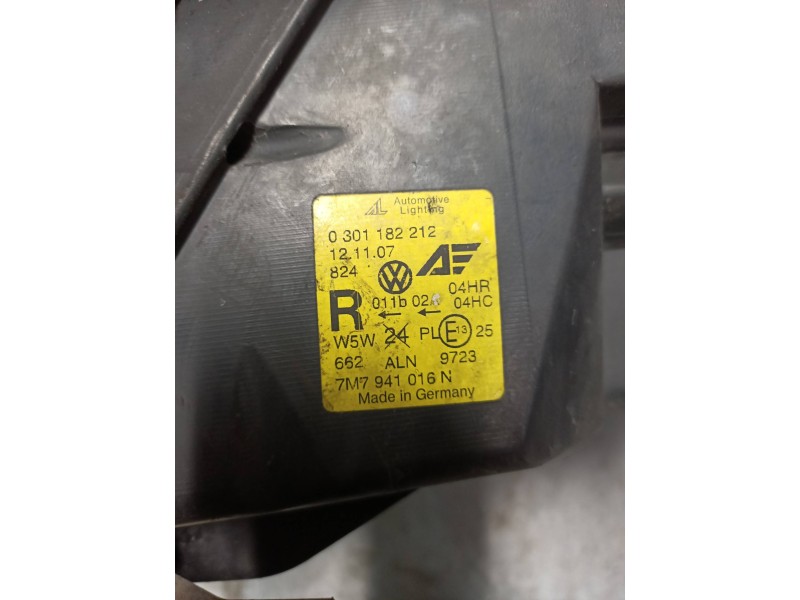 Automotive
Lighting
0 301 182 212
12.11.07
824
R
04HR
011b 02A 04HC
W5W 24 PL E13 25
662 ALN 9723
7M7 941 016 N
Made in Germany